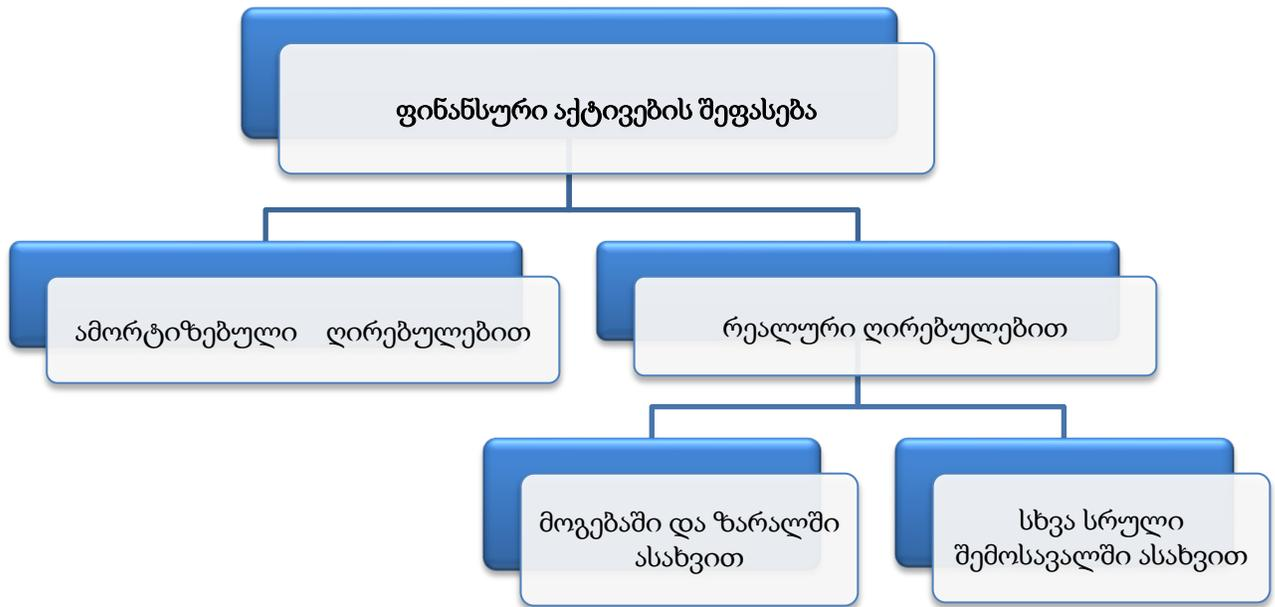 ფინანსური აქტივების შეფასება
ამორტიზებული ღირებულებით
რეალური ღირებულებით
მოგებაში და ზარალში
ასახვით
სხვა სრული
შემოსავალში ასახვით